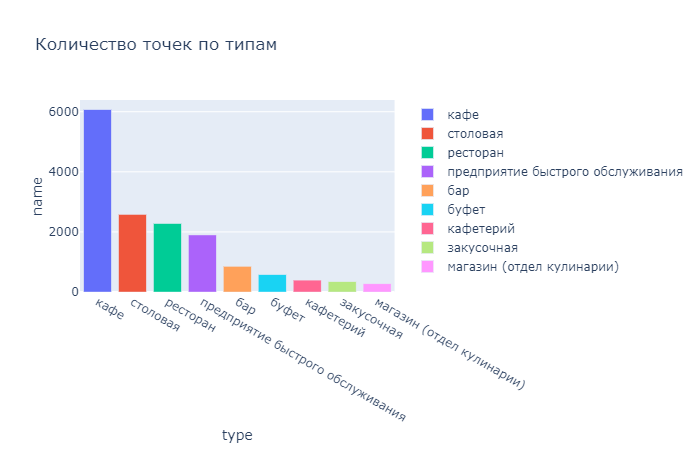 Количество точек по типам
6000
4000
2000
0
name
кафе
столовая
ресторан
предприятие быстрого обслуживания
бар
буфет
кафетерий
закусочная
магазин (отдел кулинарии)
type
кафе
столовая
ресторан
предприятие быстрого обслуживания
бар
буфет
кафетерий
закусочная
магазин (отдел кулинарии)